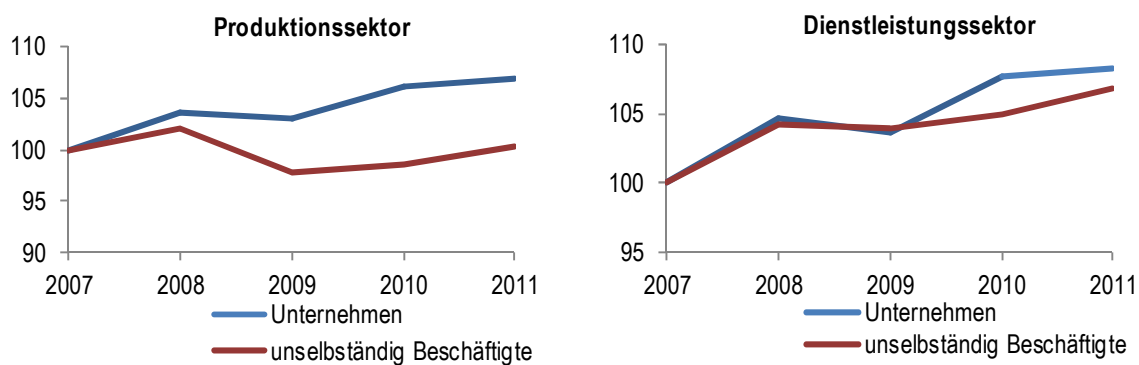 Produktionssektor
110
105
100
95
90
2007 2008 2009 2010 2011
Unternehmen
unselbständig Beschäftigte
Dienstleistungssektor
110
105
100
95
2007 2008 2009 2010 2011
Unternehmen
unselbständig Beschäftigte